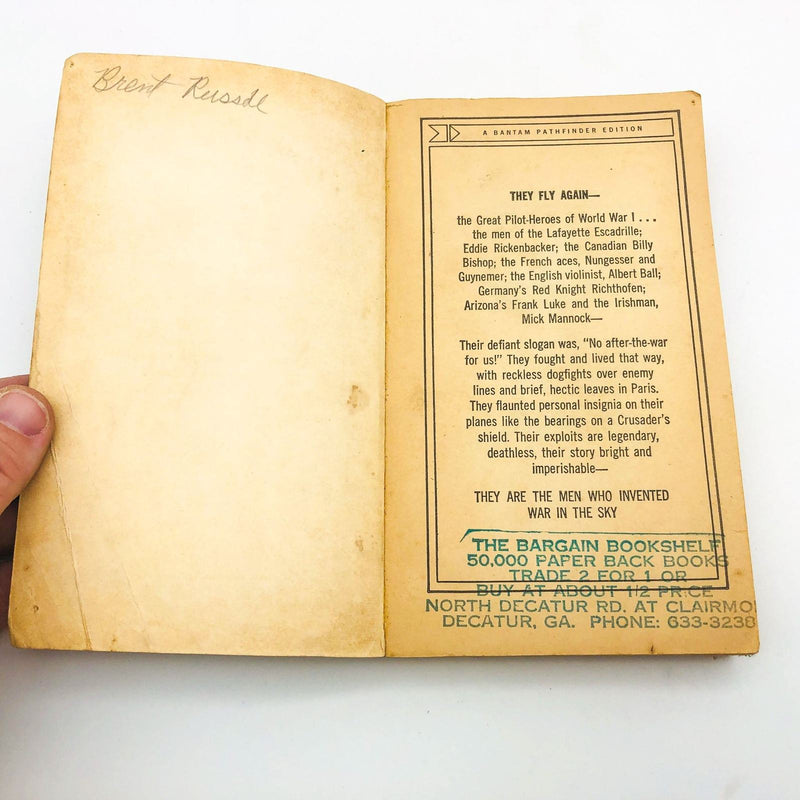 Brent Russell
A BANTAM PATHFINDER EDITION
THEY FLY AGAIN—
the Great Pilot-Heroes of World War I . . .
the men of the Lafayette Escadrille;
Eddie Rickenbacker; the Canadian Billy
Bishop; the French aces, Nungesser and
Guynemer; the English violinist, Albert Ball;
Germany's Red Knight Richthofen;
Arizona's Frank Luke and the Irishman,
Mick Mannock—
Their defiant slogan was, "No after-the-war
for us!" They fought and lived that way,
with reckless dogfights over enemy
lines and brief, hectic leaves in Paris.
They flaunted personal insignia on their
planes like the bearings on a Crusader's
shield. Their exploits are legendary,
deathless, their story bright and
imperishable—
THEY ARE THE MEN WHO INVENTED
WAR IN THE SKY
THE BARGAIN BOOKSHELF
50,000 PAPER BACK BOOKS
TRADE 2 FOR 1 OR
BUY AT ABOUT 1/2 PRICE
NORTH DECATUR RD. AT CLAIRMO
DECATUR, GA. PHONE: 633-3238